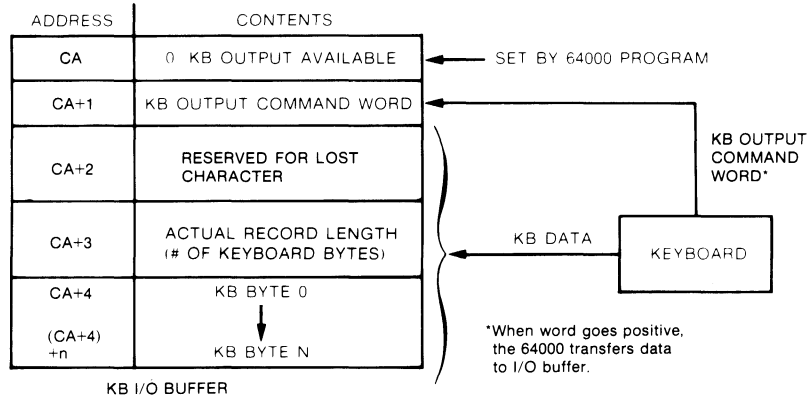 ADDRESS CONTENTS
CA 0 KB OUTPUT AVAILABLE SET BY 64000 PROGRAM
CA+1 KB OUTPUT COMMAND WORD
KB OUTPUT
COMMAND
WORD*
CA+2 RESERVED FOR LOST
CHARACTER
CA+3 ACTUAL RECORD LENGTH
(# OF KEYBOARD BYTES)
KB DATA KEYBOARD
CA+4 KB BYTE 0
(CA+4)
+n KB BYTE N
*When word goes positive,
the 64000 transfers data
to I/O buffer.
KB I/O BUFFER